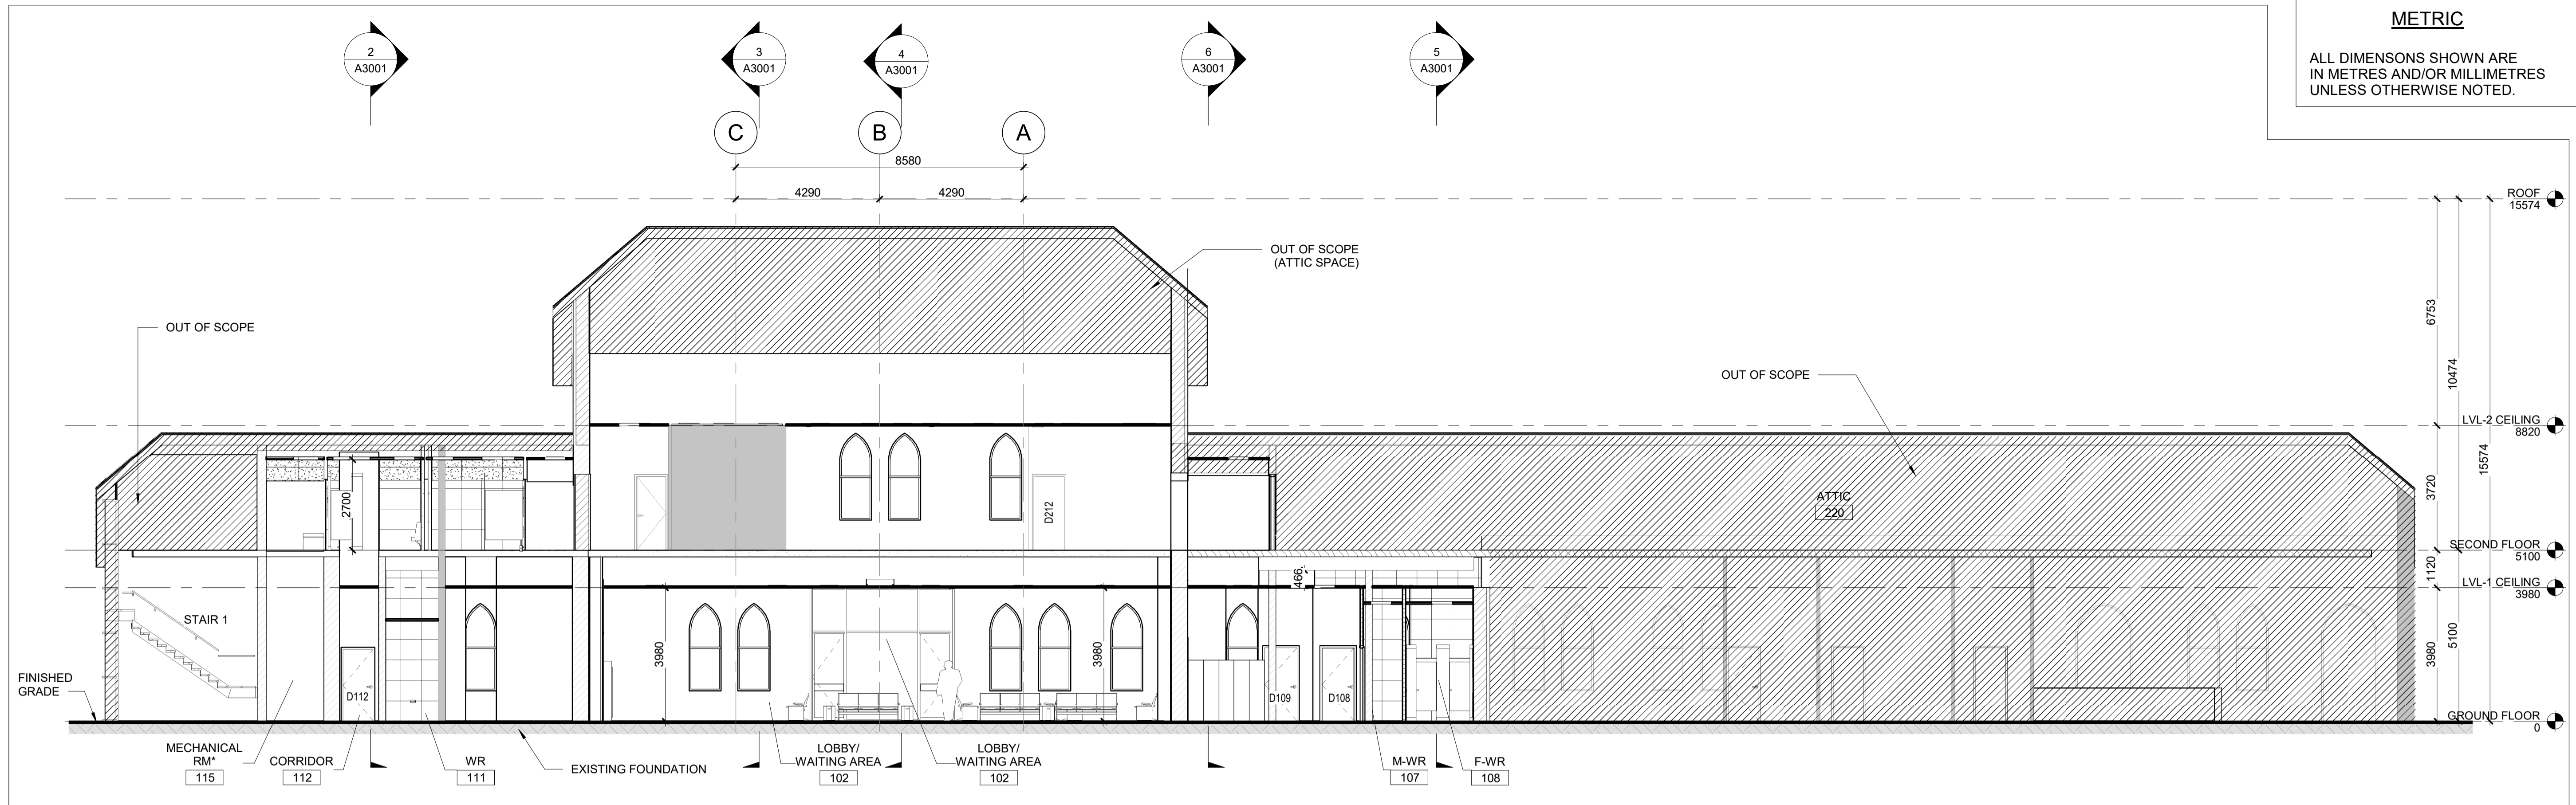 METRIC
ALL DIMENSONS SHOWN ARE
IN METRES AND/OR MILLIMETRES
UNLESS OTHERWISE NOTED.
2
A3001
3
A3001
4
A3001
6
A3001
5
A3001
C
B
A
8580
4290
4290
ROOF
15574
OUT OF SCOPE
(ATTIC SPACE)
OUT OF SCOPE
OUT OF SCOPE
6753
10474
15574
LVL-2 CEILING
8820
3720
2700
D212
ATTIC
220
SECOND FLOOR
5100
1120
466
LVL-1 CEILING
3980
STAIR 1
3980
3980
3980
5100
FINISHED
GRADE
D112
D109
D108
GROUND FLOOR
0
MECHANICAL
RM*
115
CORRIDOR
112
WR
111
EXISTING FOUNDATION
LOBBY/
WAITING AREA
102
LOBBY/
WAITING AREA
102
M-WR
107
F-WR
108